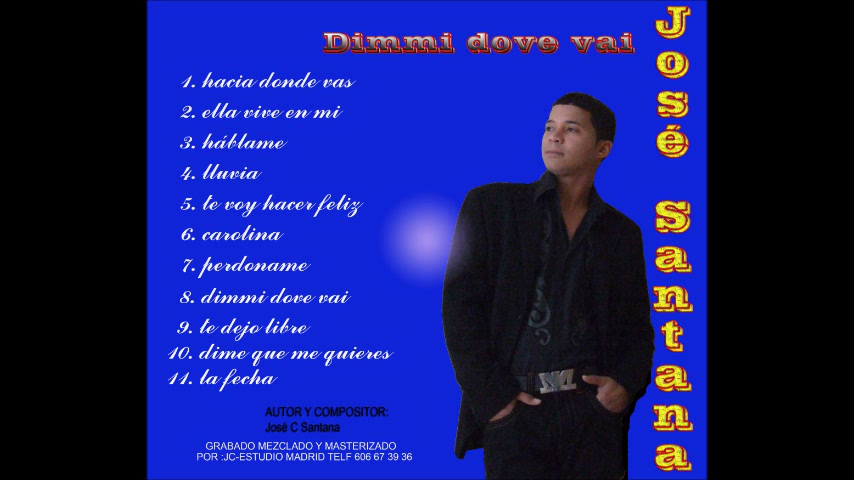 Dimmi dove vai
José Santana
1. hacia donde vas
2. ella vive en mi
3. háblame
4. lluvia
5. te voy hacer feliz
6. carolina
7. perdoname
8. dimmi dove vai
9. te dejo libre
10. dime que me quieres
11. la fecha
AUTOR Y COMPOSITOR:
José C Santana
GRABADO MEZCLADO Y MASTERIZADO
POR :JC-ESTUDIO MADRID TELF 606 67 39 36